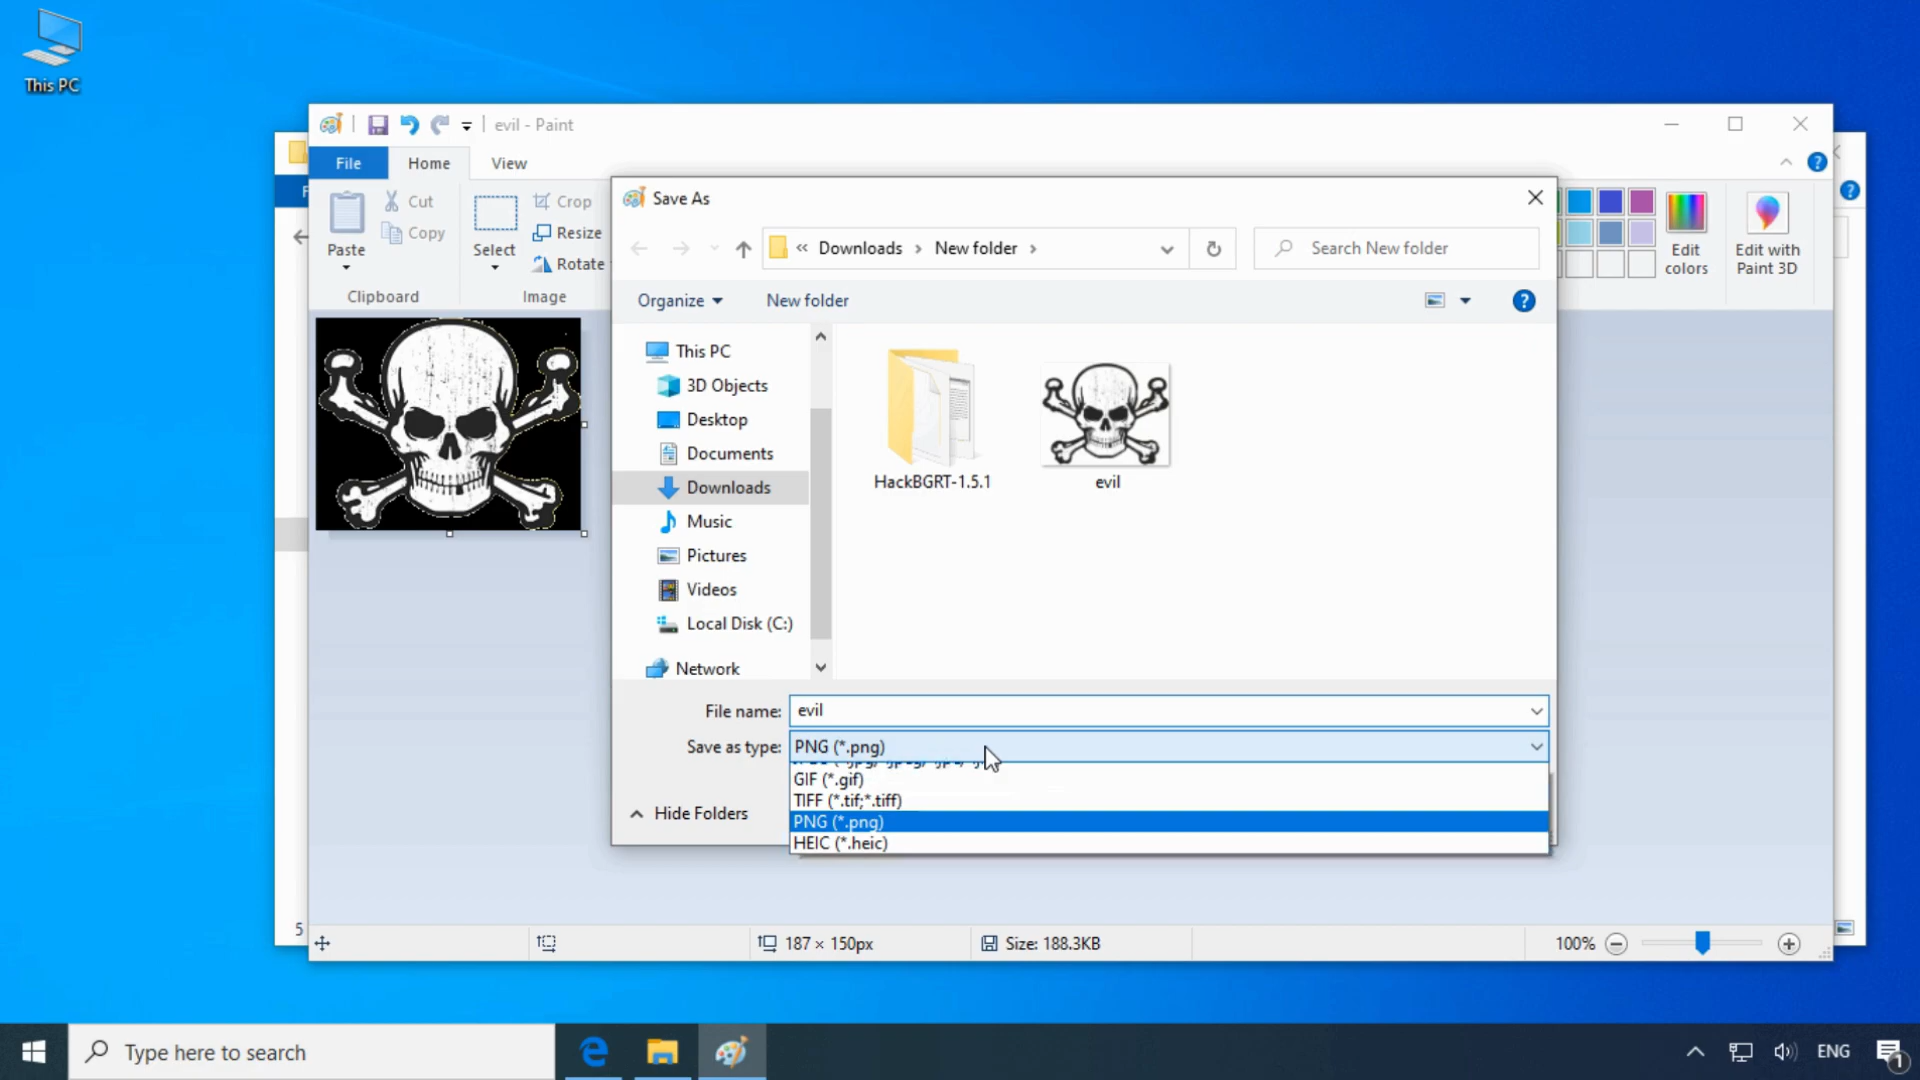 This PC
evil - Paint
File
Home
View
Paste
Cut
Copy
Clipboard
Select
Crop
Resize
Rotate
Image
Edit
colors
Edit with
Paint 3D
Save As
« Downloads › New folder ›
Search New folder
Organize
New folder
This PC
3D Objects
Desktop
Documents
Downloads
Music
Pictures
Videos
Local Disk (C:)
Network
HackBGRT-1.5.1
evil
File name:
evil
Save as type:
PNG (*.png)
GIF (*.gif)
TIFF (*.tif;*.tiff)
PNG (*.png)
HEIC (*.heic)
Hide Folders
5
187 × 150px
Size: 188.3KB
100%
Type here to search
ENG
1